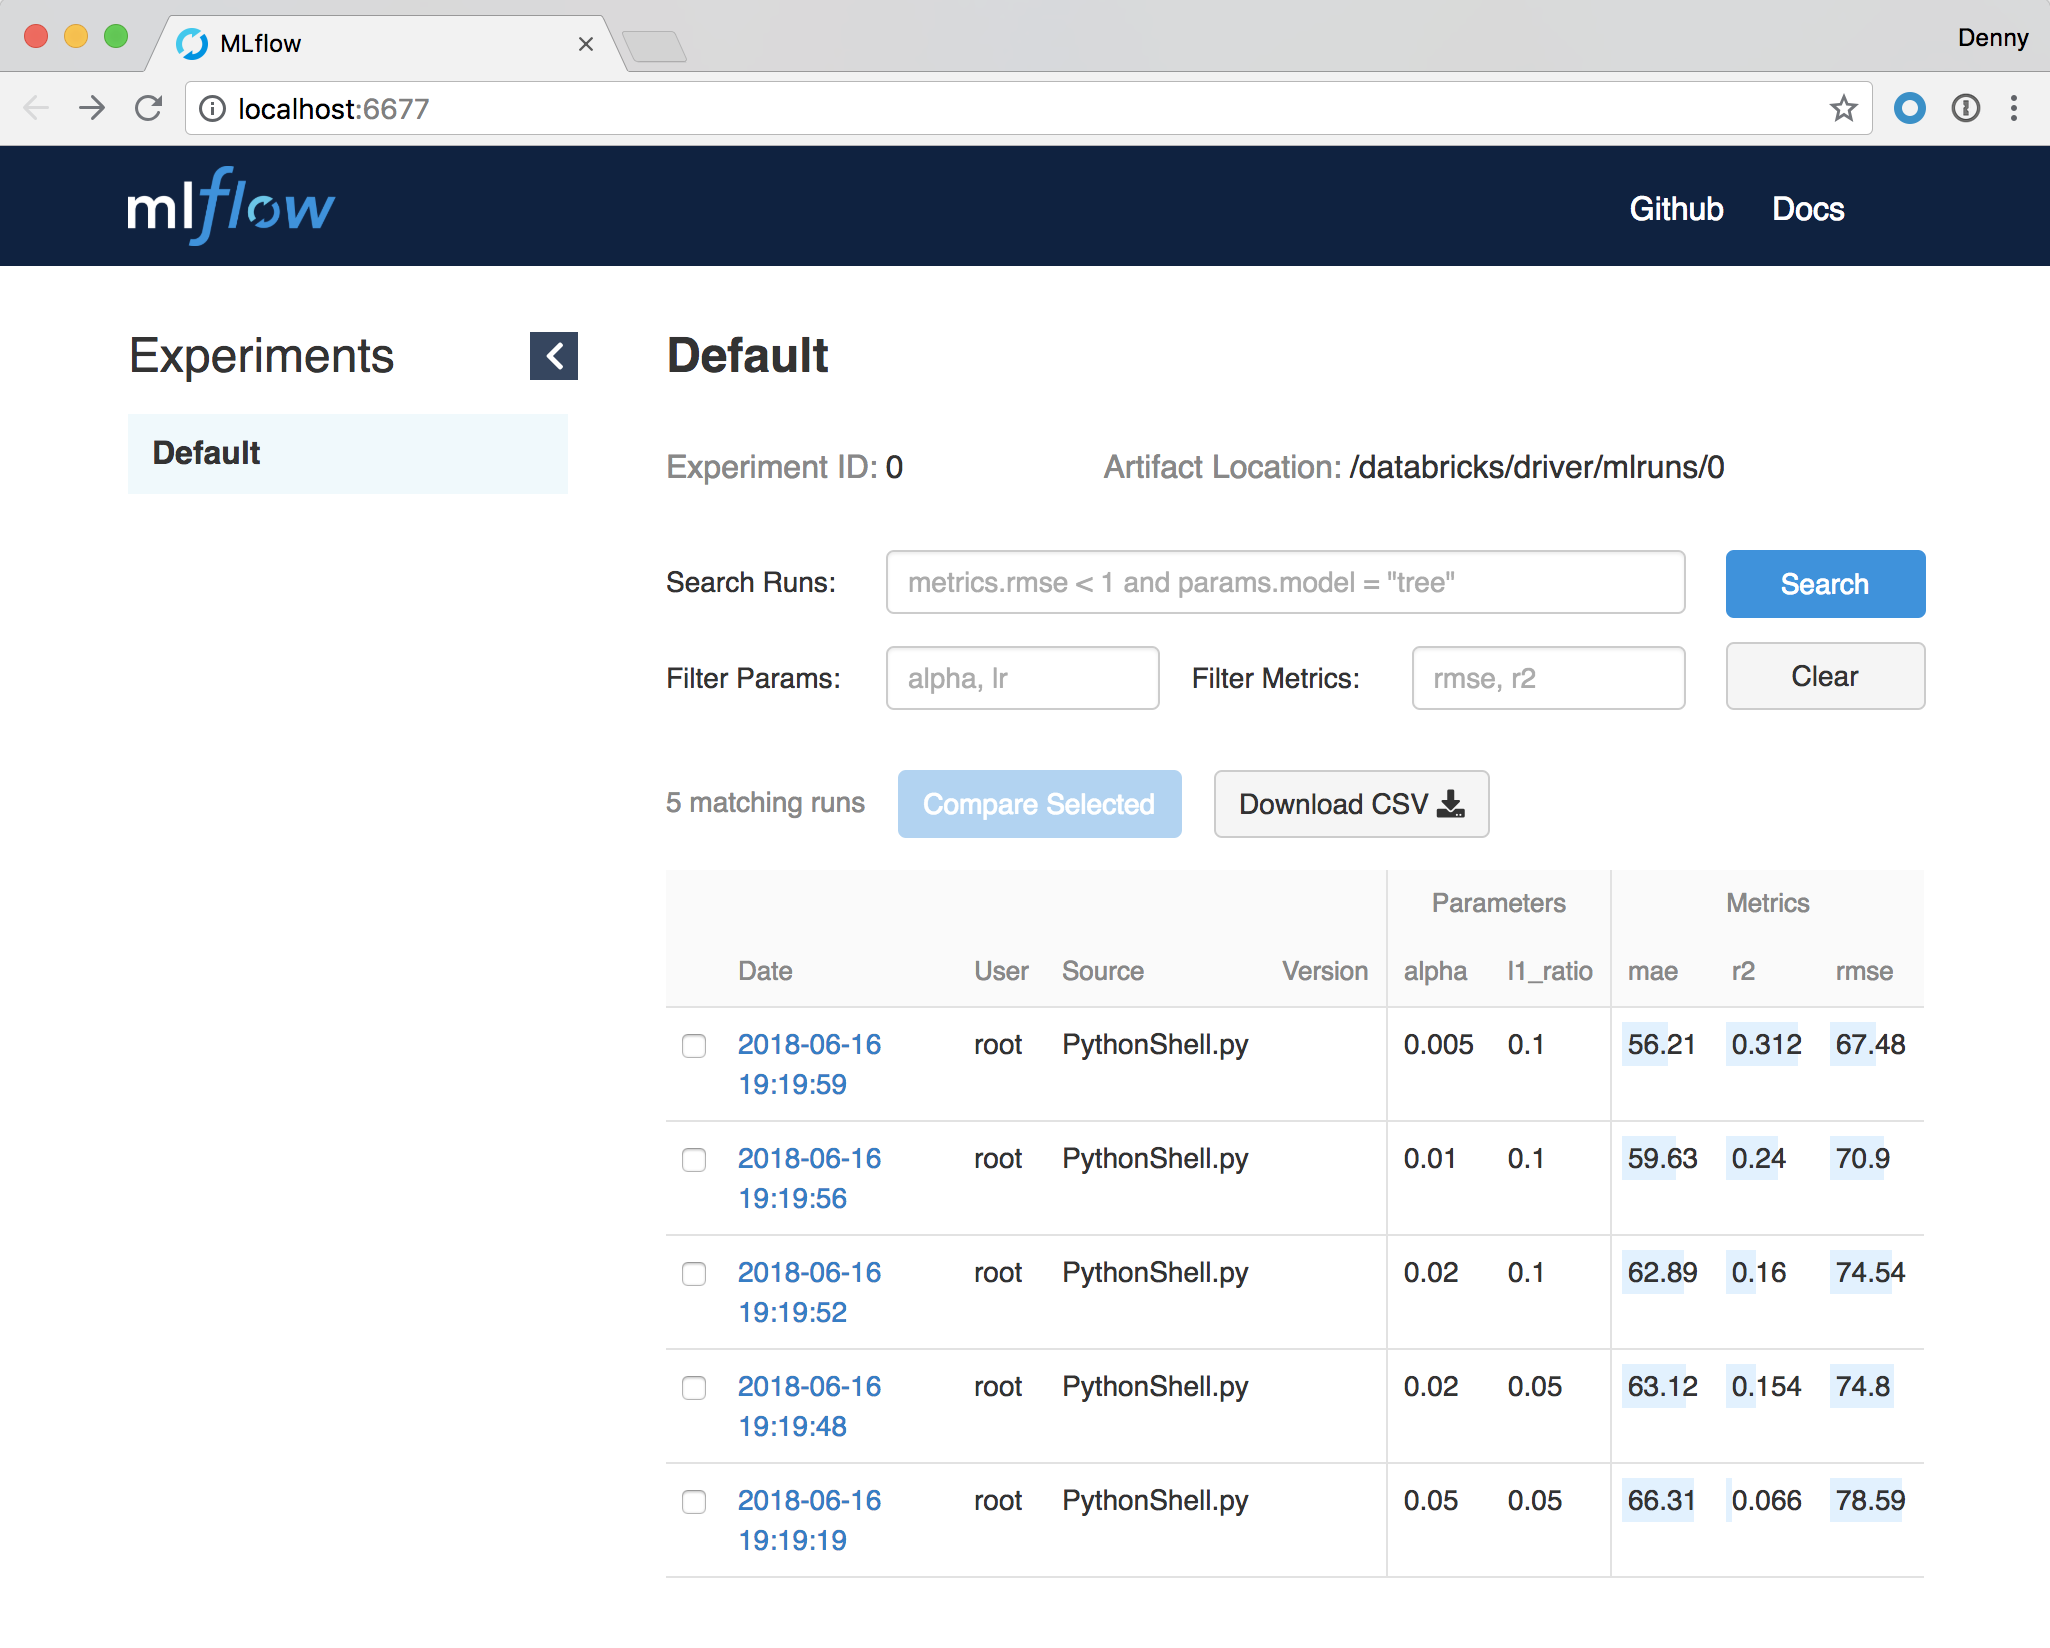 MLflow
Denny
localhost:6677
mlflow
Github Docs
Experiments
Default
Default
Experiment ID: 0 Artifact Location: /databricks/driver/mlruns/0
Search Runs: metrics.rmse < 1 and params.model = "tree" Search
Filter Params: alpha, lr Filter Metrics: rmse, r2 Clear
5 matching runs Compare Selected Download CSV
Parameters Metrics
Date User Source Version alpha l1_ratio mae r2 rmse
2018-06-16 root PythonShell.py 0.005 0.1 56.21 0.312 67.48
19:19:59
2018-06-16 root PythonShell.py 0.01 0.1 59.63 0.24 70.9
19:19:56
2018-06-16 root PythonShell.py 0.02 0.1 62.89 0.16 74.54
19:19:52
2018-06-16 root PythonShell.py 0.02 0.05 63.12 0.154 74.8
19:19:48
2018-06-16 root PythonShell.py 0.05 0.05 66.31 0.066 78.59
19:19:19